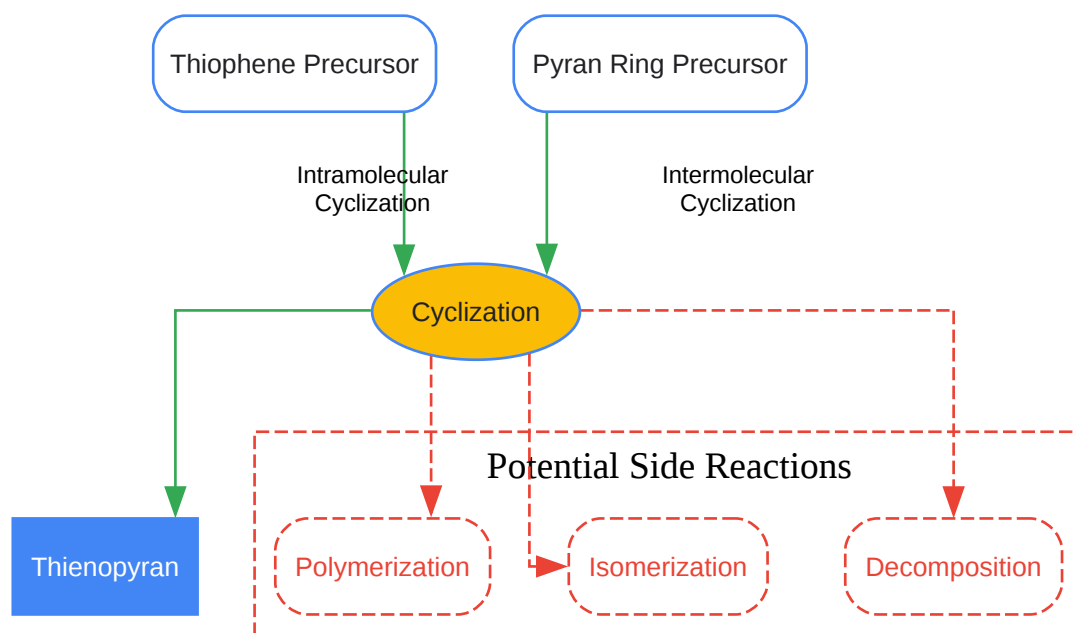 Thiophene Precursor
Pyran Ring Precursor
Intramolecular
Cyclization
Intermolecular
Cyclization
Cyclization
Potential Side Reactions
Thienopyran
Polymerization
Isomerization
Decomposition